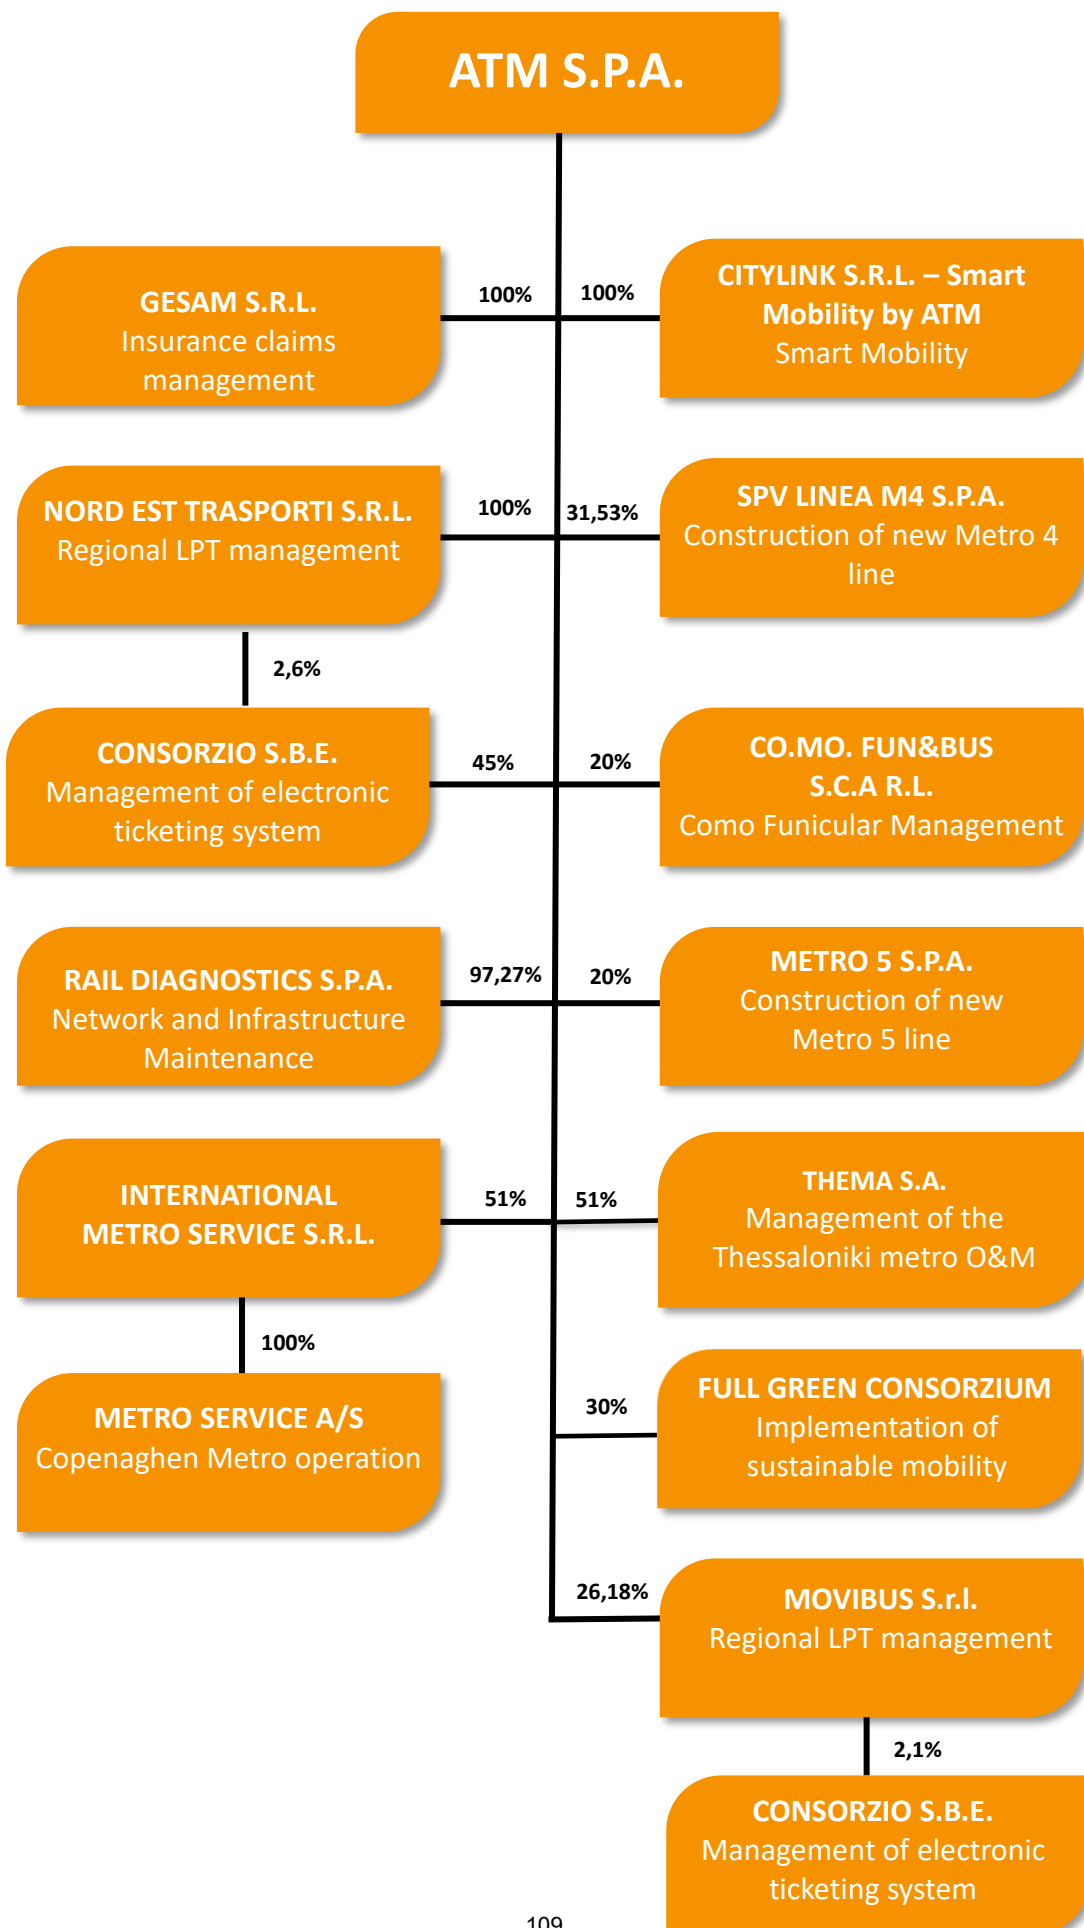 ATM S.P.A.
GESAM S.R.L.
Insurance claims
management
100%
100%
CITYLINK S.R.L. – Smart
Mobility by ATM
Smart Mobility
NORD EST TRASPORTI S.R.L.
Regional LPT management
100%
31,53%
SPV LINEA M4 S.P.A.
Construction of new Metro 4
line
2,6%
CONSORZIO S.B.E.
Management of electronic
ticketing system
45%
20%
CO.MO. FUN&BUS
S.C.A R.L.
Como Funicular Management
RAIL DIAGNOSTICS S.P.A.
Network and Infrastructure
Maintenance
97,27%
20%
METRO 5 S.P.A.
Construction of new
Metro 5 line
INTERNATIONAL
METRO SERVICE S.R.L.
51%
51%
THEMA S.A.
Management of the
Thessaloniki metro O&M
100%
METRO SERVICE A/S
Copenaghen Metro operation
30%
FULL GREEN CONSORZIUM
Implementation of
sustainable mobility
26,18%
MOVIBUS S.r.l.
Regional LPT management
2,1%
CONSORZIO S.B.E.
Management of electronic
ticketing system
109